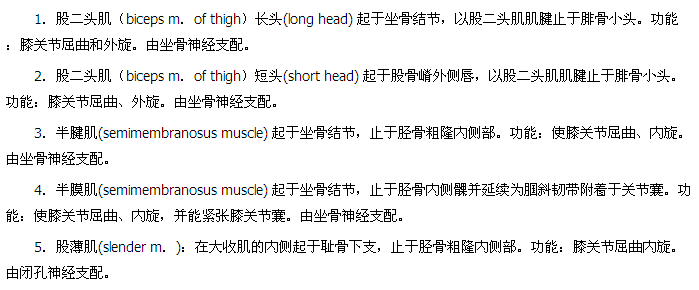 1．股二头肌（biceps m．of thigh）长头(long head) 起于坐骨结节，以股二头肌肌腱止于腓骨小头。功能
：膝关节屈曲和外旋。由坐骨神经支配。
2．股二头肌（biceps m．of thigh）短头(short head) 起于股骨嵴外侧唇，以股二头肌肌腱止于腓骨小头。
功能：膝关节屈曲、外旋。由坐骨神经支配。
3．半腱肌(semimembranosus muscle) 起于坐骨结节，止于胫骨粗隆内侧部。功能：使膝关节屈曲、内旋。
由坐骨神经支配。
4．半膜肌(semimembranosus muscle) 起于坐骨结节，止于胫骨内侧髁并延续为腘斜韧带附着于关节囊。功
能：使膝关节屈曲、内旋，并能紧张膝关节囊。由坐骨神经支配。
5．股薄肌(slender m．)：在大收肌的内侧起于耻骨下支，止于胫骨粗隆内侧部。功能：膝关节屈曲内旋。
由闭孔神经支配。